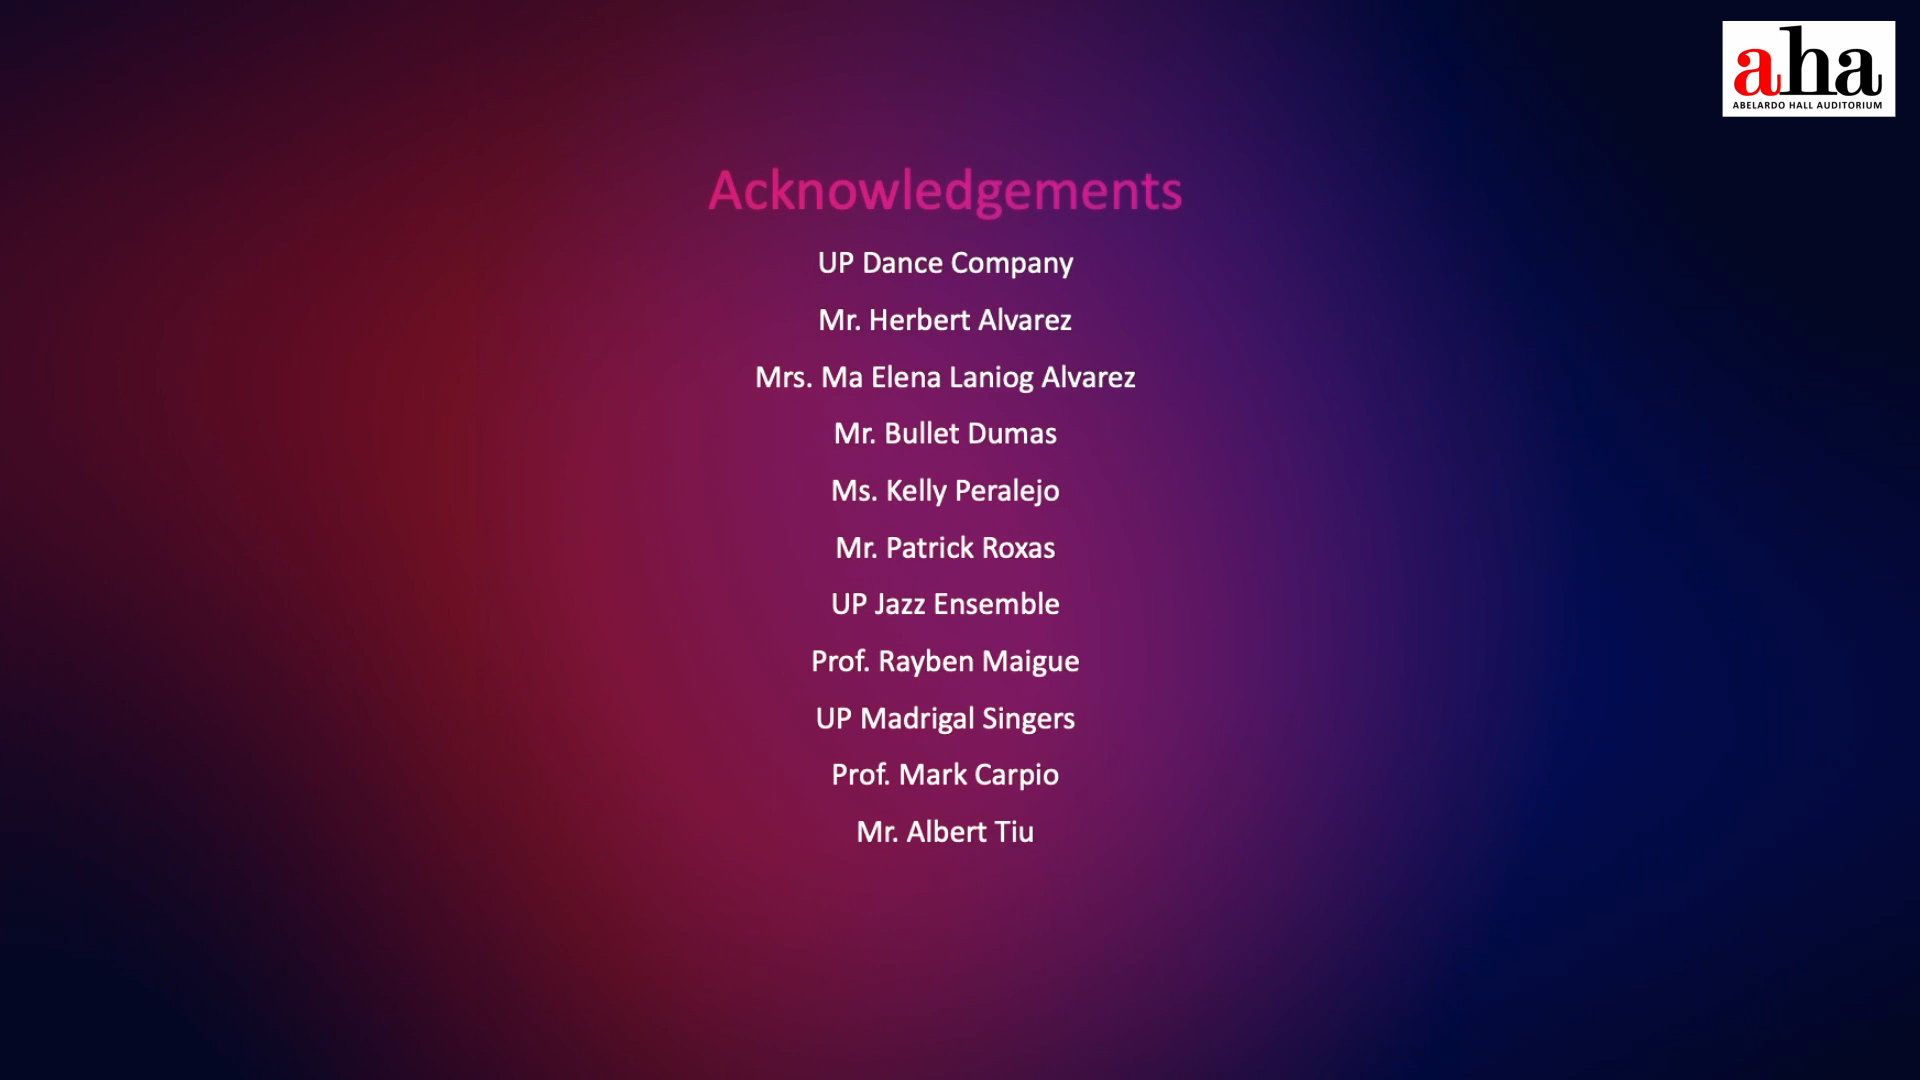 aha
ABELARDO HALL AUDITORIUM
Acknowledgements
UP Dance Company
Mr. Herbert Alvarez
Mrs. Ma Elena Laniog Alvarez
Mr. Bullet Dumas
Ms. Kelly Peralejo
Mr. Patrick Roxas
UP Jazz Ensemble
Prof. Rayben Maigue
UP Madrigal Singers
Prof. Mark Carpio
Mr. Albert Tiu